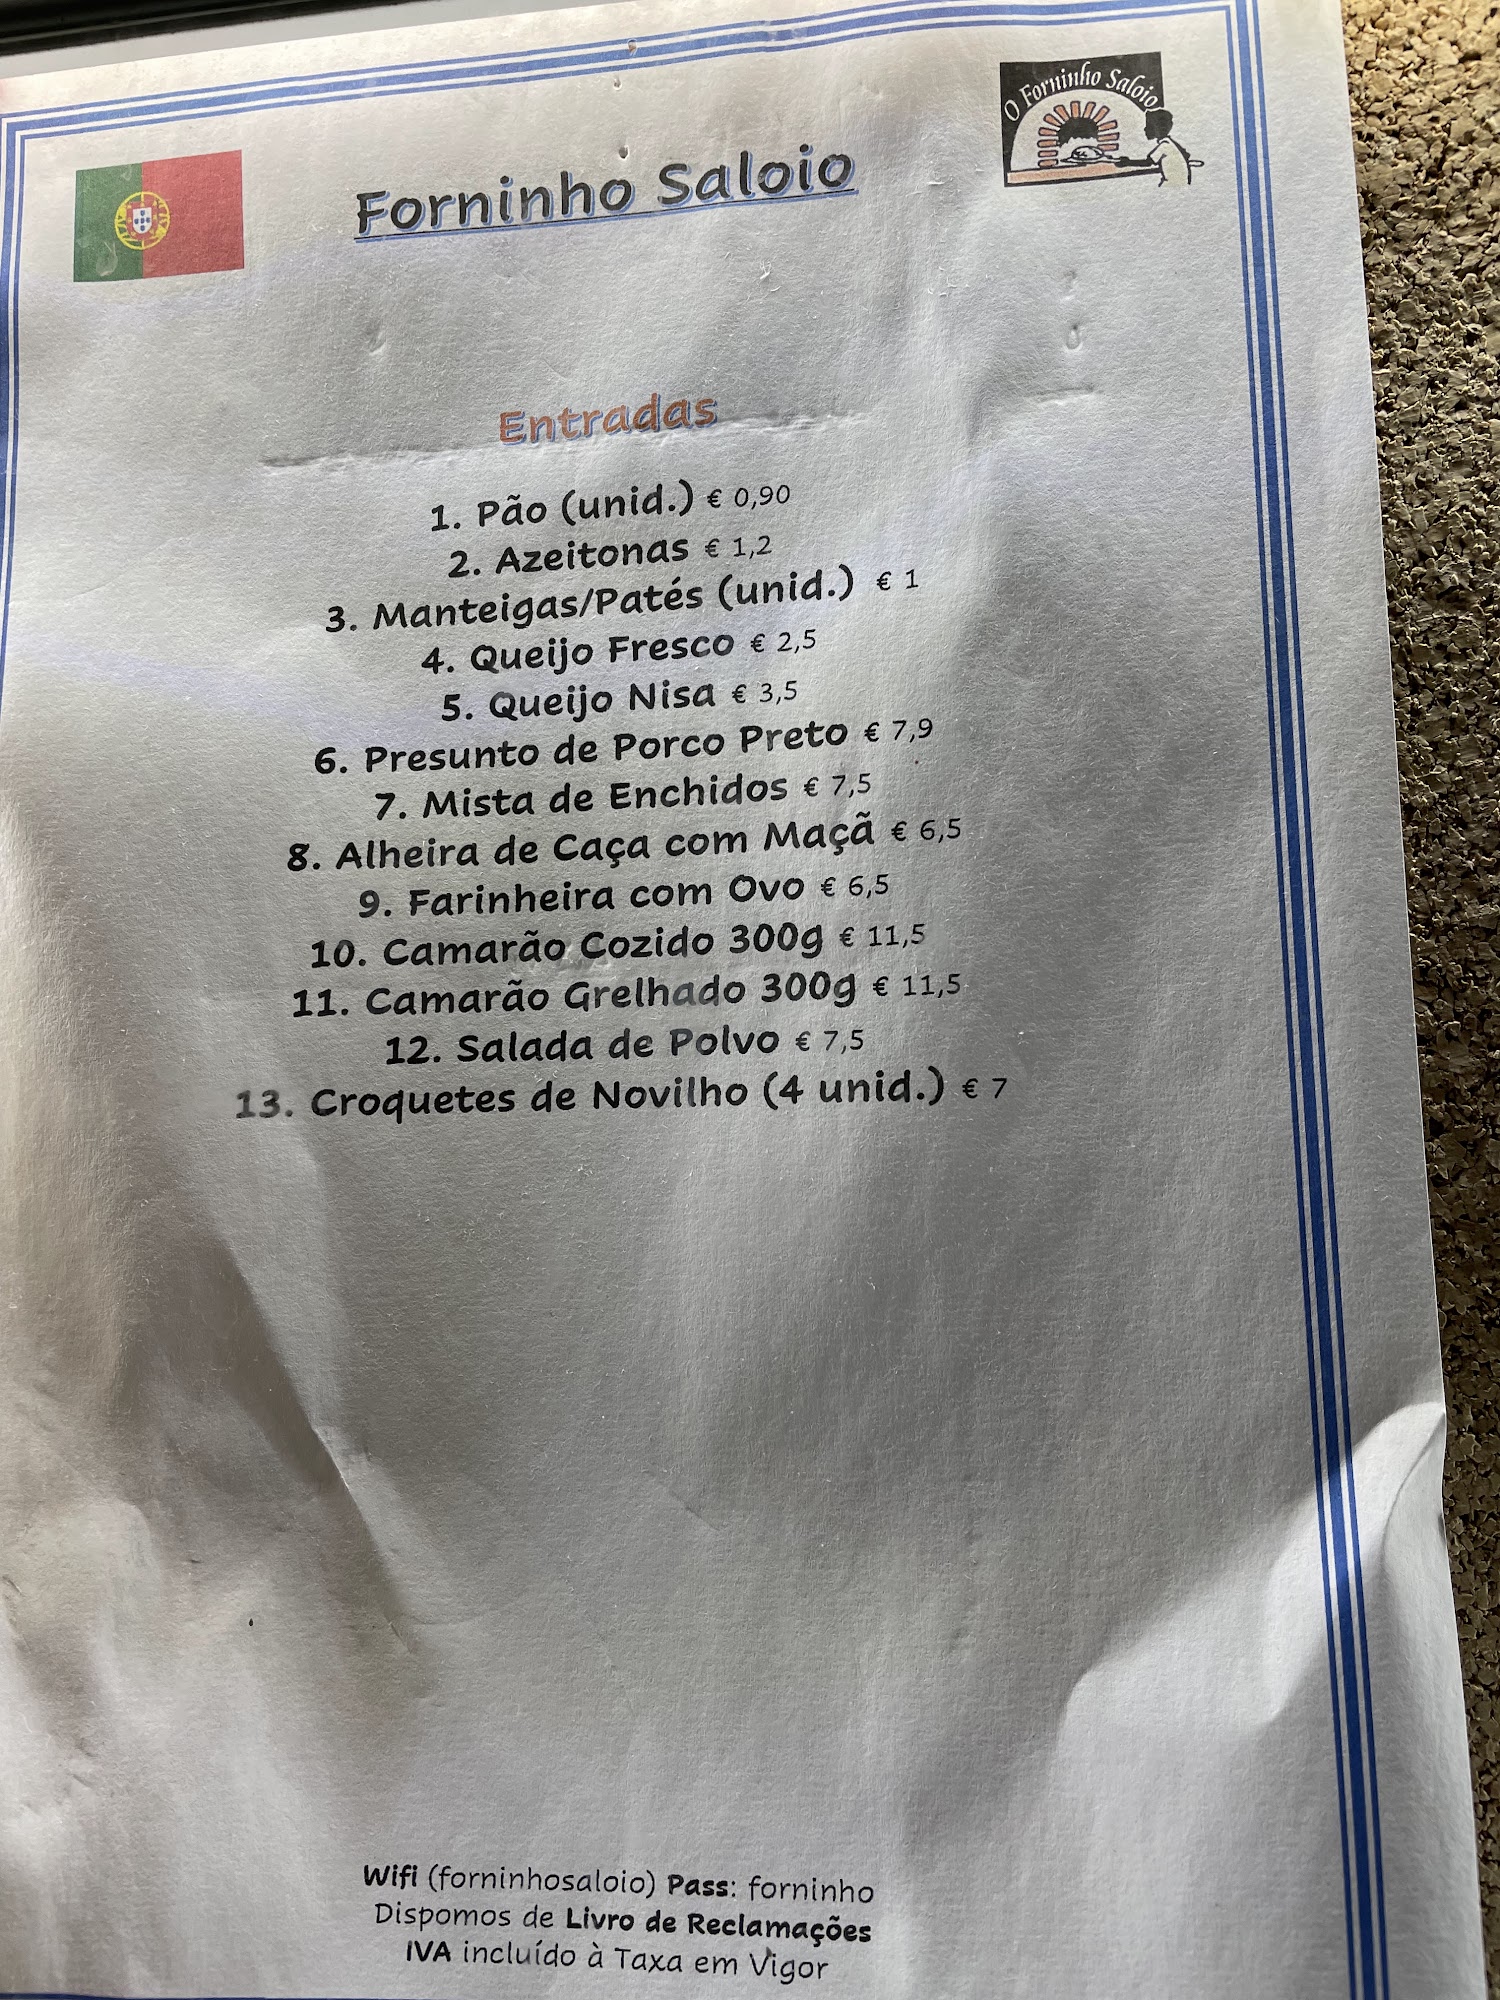 O Forninho Saloio
Forninho Saloio
Entradas
1. Pão (unid.) € 0,90
2. Azeitonas € 1,2
3. Manteigas/Patés (unid.) € 1
4. Queijo Fresco € 2,5
5. Queijo Nisa € 3,5
6. Presunto de Porco Preto € 7,9
7. Mista de Enchidos € 7,5
8. Alheira de Caça com Maçã € 6,5
9. Farinheira com Ovo € 6,5
10. Camarão Cozido 300g € 11,5
11. Camarão Grelhado 300g € 11,5
12. Salada de Polvo € 7,5
13. Croquetes de Novilho (4 unid.) € 7
Wifi (forninhosaloio) Pass: forninho
Dispomos de Livro de Reclamações
IVA incluído à Taxa em Vigor